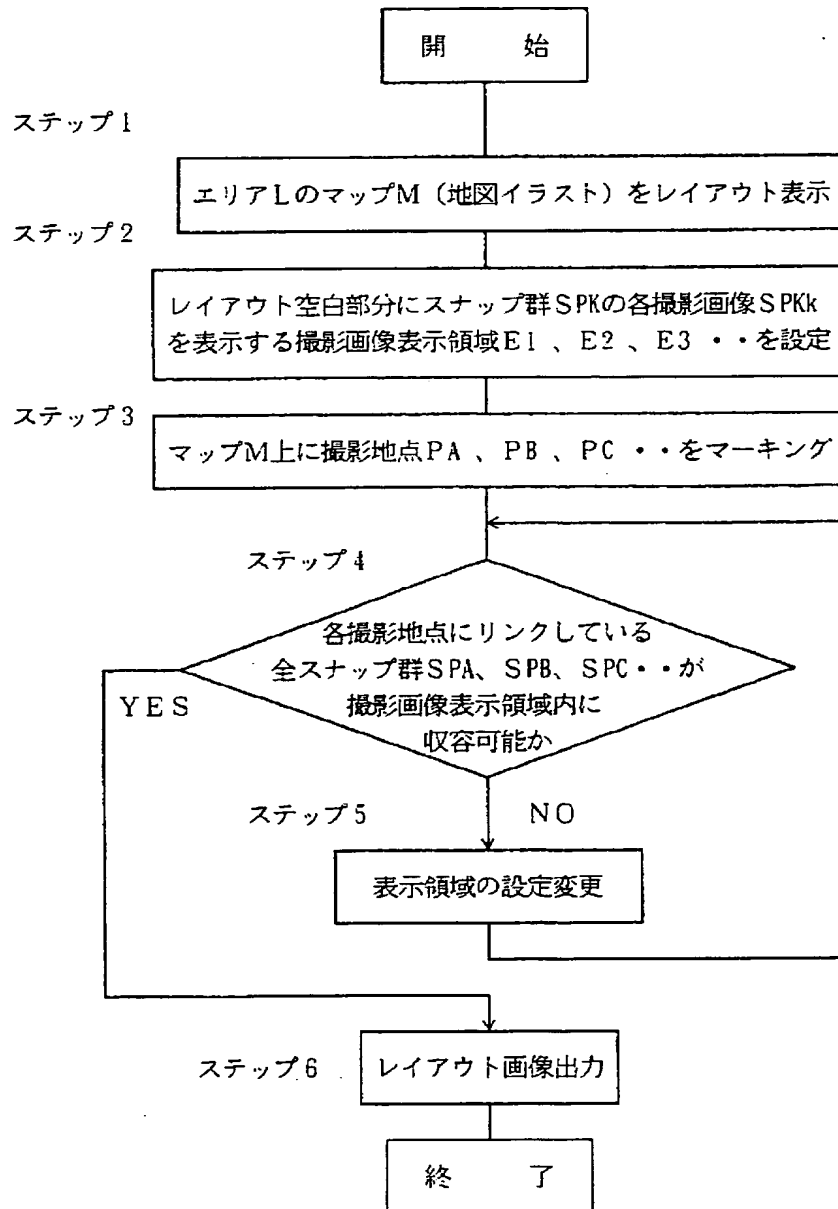 開　始
ステップ1
エリアLのマップM（地図イラスト）をレイアウト表示
ステップ2
レイアウト空白部分にスナップ群SPKの各撮影画像SPKk
を表示する撮影画像表示領域E1、E2、E3・・を設定
ステップ3
マップM上に撮影地点PA、PB、PC・・をマーキング
ステップ4
各撮影地点にリンクしている
全スナップ群SPA、SPB、SPC・・が
撮影画像表示領域内に
収容可能か
YES
ステップ5
NO
表示領域の設定変更
ステップ6
レイアウト画像出力
終　了